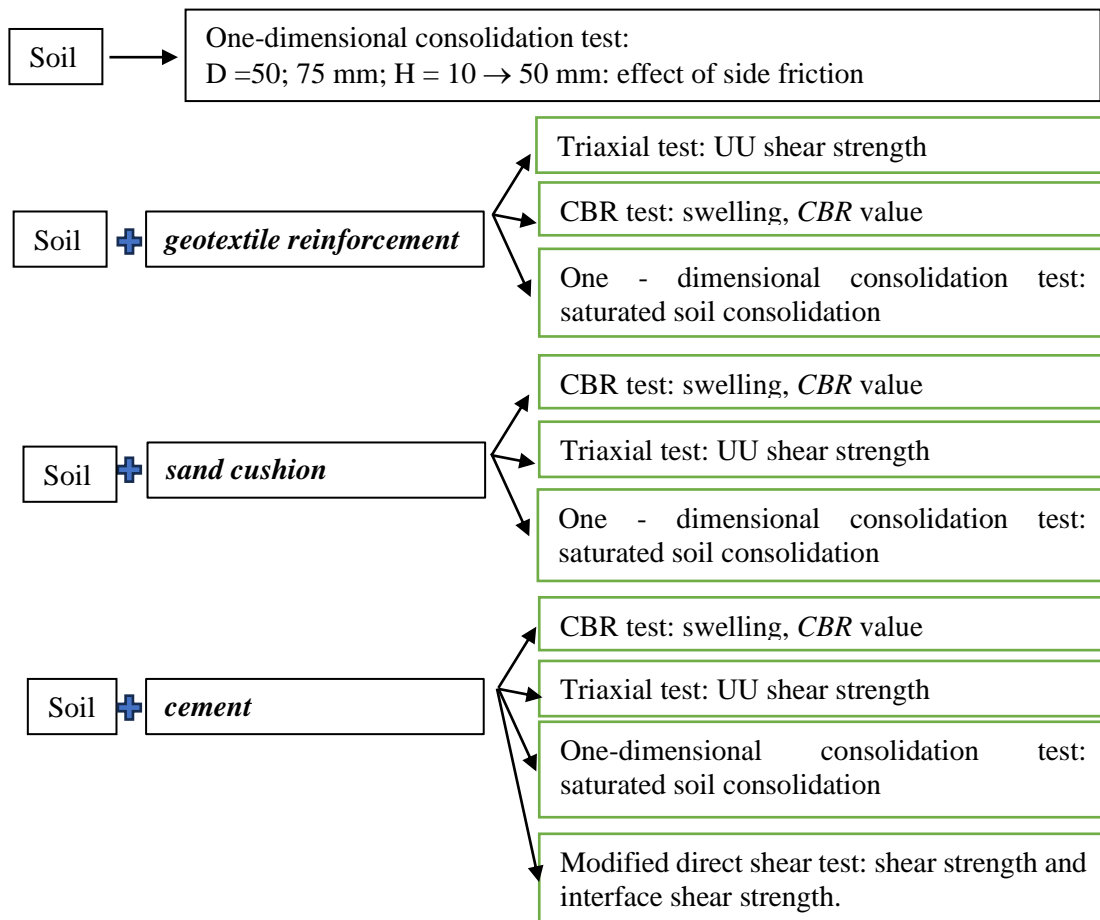 Soil
One-dimensional consolidation test:
D =50; 75 mm; H = 10 → 50 mm: effect of side friction
Triaxial test: UU shear strength
Soil
geotextile reinforcement
CBR test: swelling, CBR value
One - dimensional consolidation test:
saturated soil consolidation
CBR test: swelling, CBR value
Soil
sand cushion
Triaxial test: UU shear strength
One - dimensional consolidation test:
saturated soil consolidation
CBR test: swelling, CBR value
Soil
cement
Triaxial test: UU shear strength
One-dimensional consolidation test:
saturated soil consolidation
Modified direct shear test: shear strength and
interface shear strength.